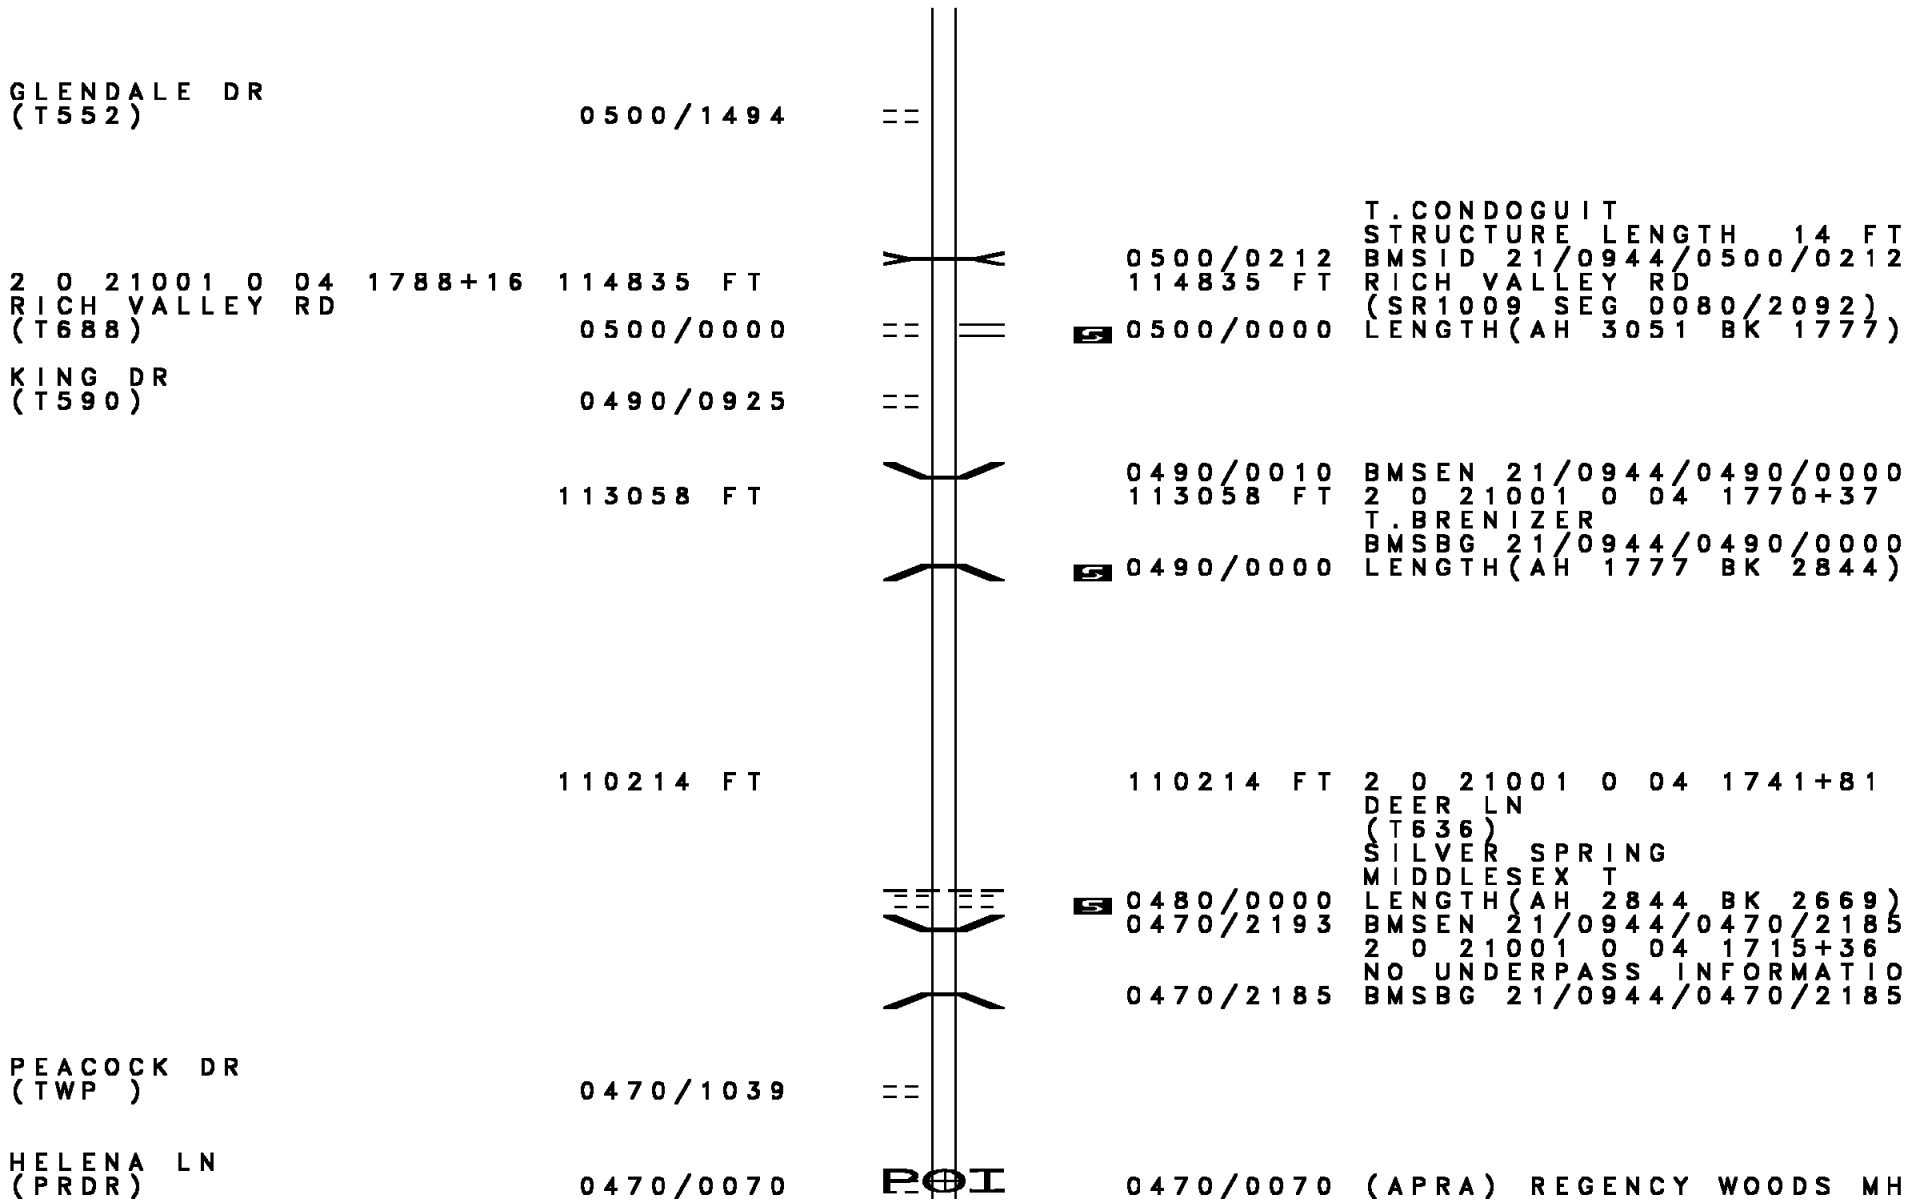 GLENDALE DR
(T552) 0500/1494
T.CONDOGUIT
STRUCTURE LENGTH 14 FT
0500/0212 BMSID 21/0944/0500/0212
2 0 21001 0 04 1788+16 114835 FT 114835 FT RICH VALLEY RD
RICH VALLEY RD (SR1009 SEG 0080/2092)
(T688) 0500/0000 S 0500/0000 LENGTH(AH 3051 BK 1777)
KING DR
(T590) 0490/0925
0490/0010 BMSEN 21/0944/0490/0000
113058 FT 113058 FT 2 0 21001 0 04 1770+37
T.BRENIZER
BMSBG 21/0944/0490/0000
S 0490/0000 LENGTH(AH 1777 BK 2844)
110214 FT 110214 FT 2 0 21001 0 04 1741+81
DEER LN
(T636)
SILVER SPRING
MIDDLESEX T
S 0480/0000 LENGTH(AH 2844 BK 2669)
0470/2193 BMSEN 21/0944/0470/2185
2 0 21001 0 04 1715+36
NO UNDERPASS INFORMATIO
0470/2185 BMSBG 21/0944/0470/2185
PEACOCK DR
(TWP ) 0470/1039
HELENA LN
(PRDR) 0470/0070 POI 0470/0070 (APRA) REGENCY WOODS MH